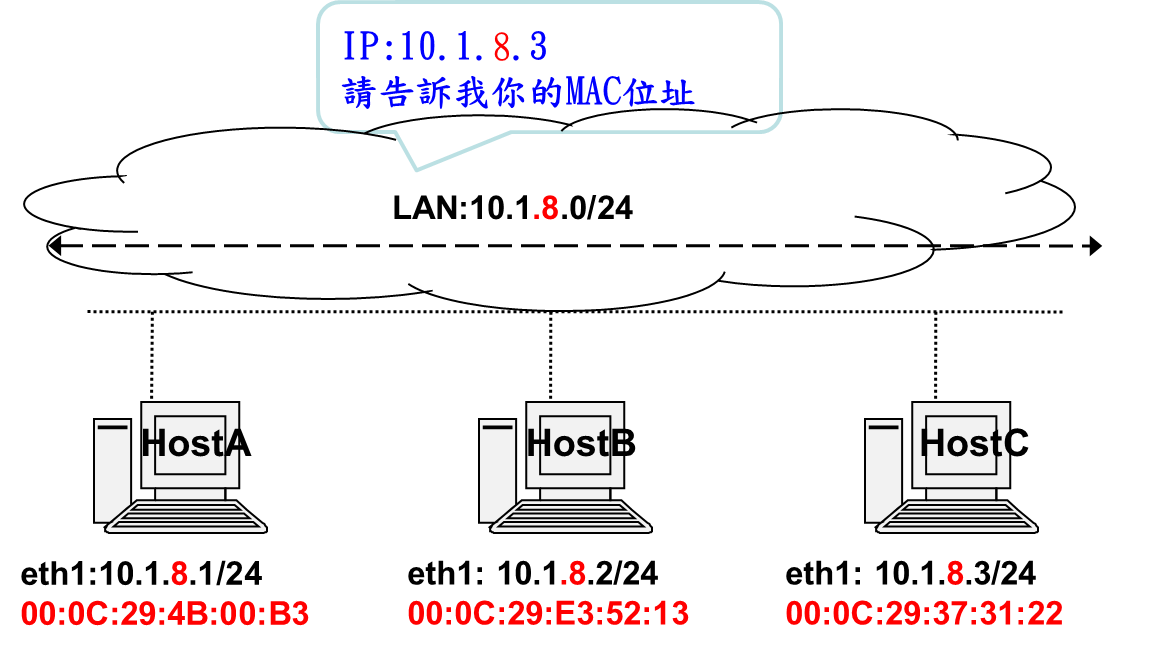 IP:10.1.8.3
請告訴我你的MAC位址
LAN:10.1.8.0/24
HostA
HostB
HostC
eth1:10.1.8.1/24
00:0C:29:4B:00:B3
eth1: 10.1.8.2/24
00:0C:29:E3:52:13
eth1: 10.1.8.3/24
00:0C:29:37:31:22